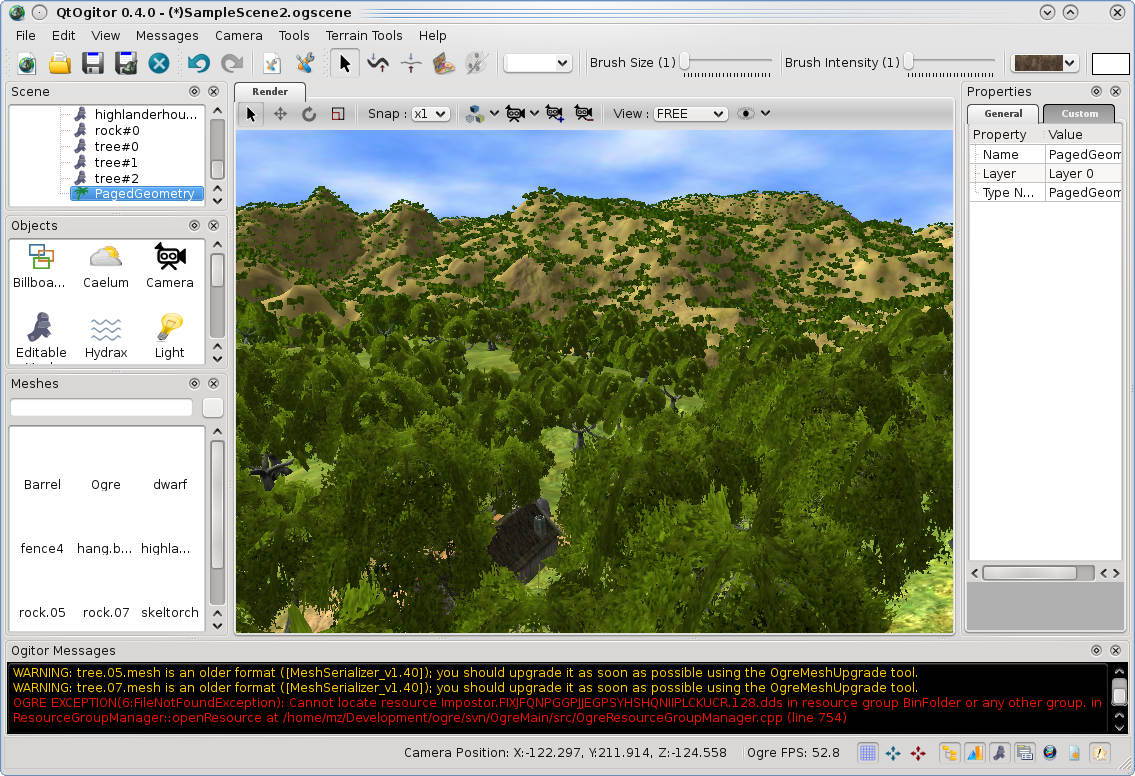 QtOgitor 0.4.0 - (*)SampleScene2.ogscene
File Edit View Messages Camera Tools Terrain Tools Help
Brush Size (1) Brush Intensity (1)
Scene
highlanderhou...
rock#0
tree#0
tree#1
tree#2
PagedGeometry
Objects
Billboa... Caelum Camera
Editable Hydrax Light
Meshes
Barrel Ogre dwarf
fence4 hang.b... highla...
rock.05 rock.07 skeltorch
Render
Snap : x1 View : FREE
Properties
General Custom
Property Value
Name PagedGeom
Layer Layer 0
Type N... PagedGeom
Ogitor Messages
WARNING: tree.05.mesh is an older format ([MeshSerializer_v1.40]); you should upgrade it as soon as possible using the OgreMeshUpgrade tool.
WARNING: tree.07.mesh is an older format ([MeshSerializer_v1.40]); you should upgrade it as soon as possible using the OgreMeshUpgrade tool.
OGRE EXCEPTION(6:FileNotFoundException): Cannot locate resource Impostor.FIXJFQNPGGPJJEGPSYHSHQNIIPLCKUCR.128.dds in resource group BinFolder or any other group. in
ResourceGroupManager::openResource at /home/mz/Development/ogre/svn/OgreMain/src/OgreResourceGroupManager.cpp (line 754)
Camera Position: X:-122.297, Y:211.914, Z:-124.558 Ogre FPS: 52.8